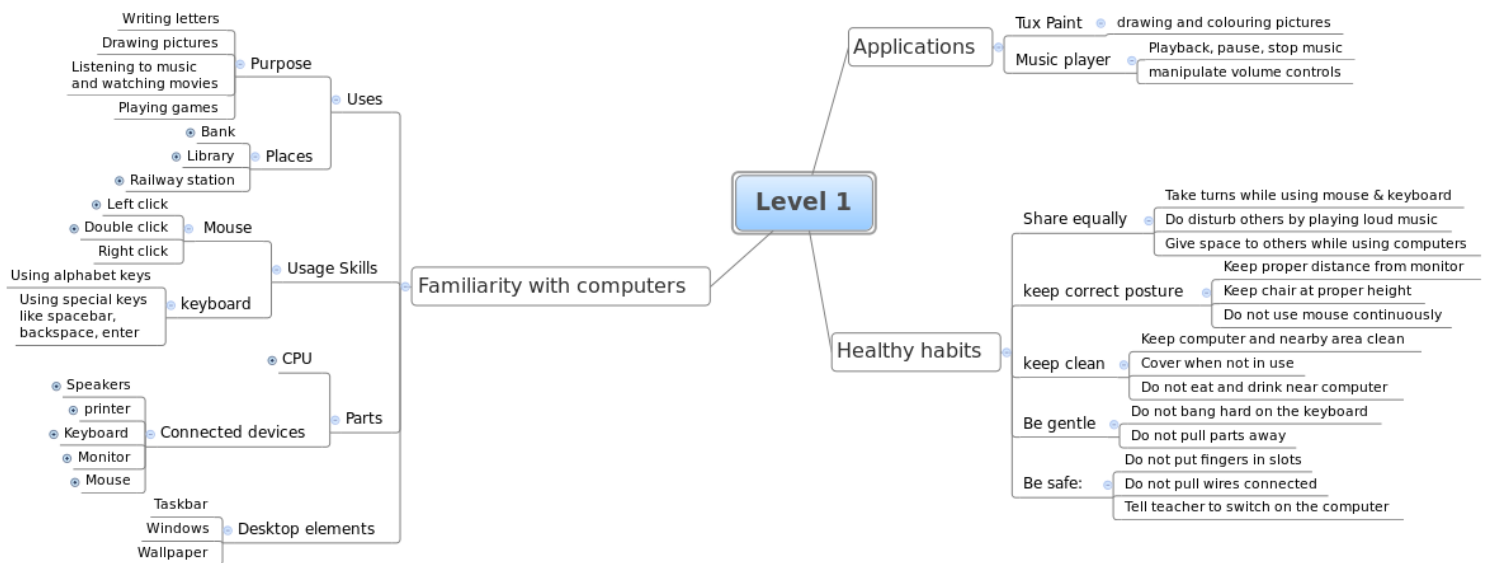 Level 1
Applications
Tux Paint
drawing and colouring pictures
Music player
Playback, pause, stop music
manipulate volume controls
Healthy habits
Share equally
Take turns while using mouse & keyboard
Do disturb others by playing loud music
Give space to others while using computers
keep correct posture
Keep proper distance from monitor
Keep chair at proper height
Do not use mouse continuously
keep clean
Keep computer and nearby area clean
Cover when not in use
Do not eat and drink near computer
Be gentle
Do not bang hard on the keyboard
Do not pull parts away
Be safe:
Do not put fingers in slots
Do not pull wires connected
Tell teacher to switch on the computer
Familiarity with computers
Uses
Purpose
Writing letters
Drawing pictures
Listening to music
and watching movies
Playing games
Places
Bank
Library
Railway station
Usage Skills
Mouse
Left click
Double click
Right click
keyboard
Using alphabet keys
Using special keys
like spacebar,
backspace, enter
Parts
CPU
Connected devices
Speakers
printer
Keyboard
Monitor
Mouse
Desktop elements
Taskbar
Windows
Wallpaper